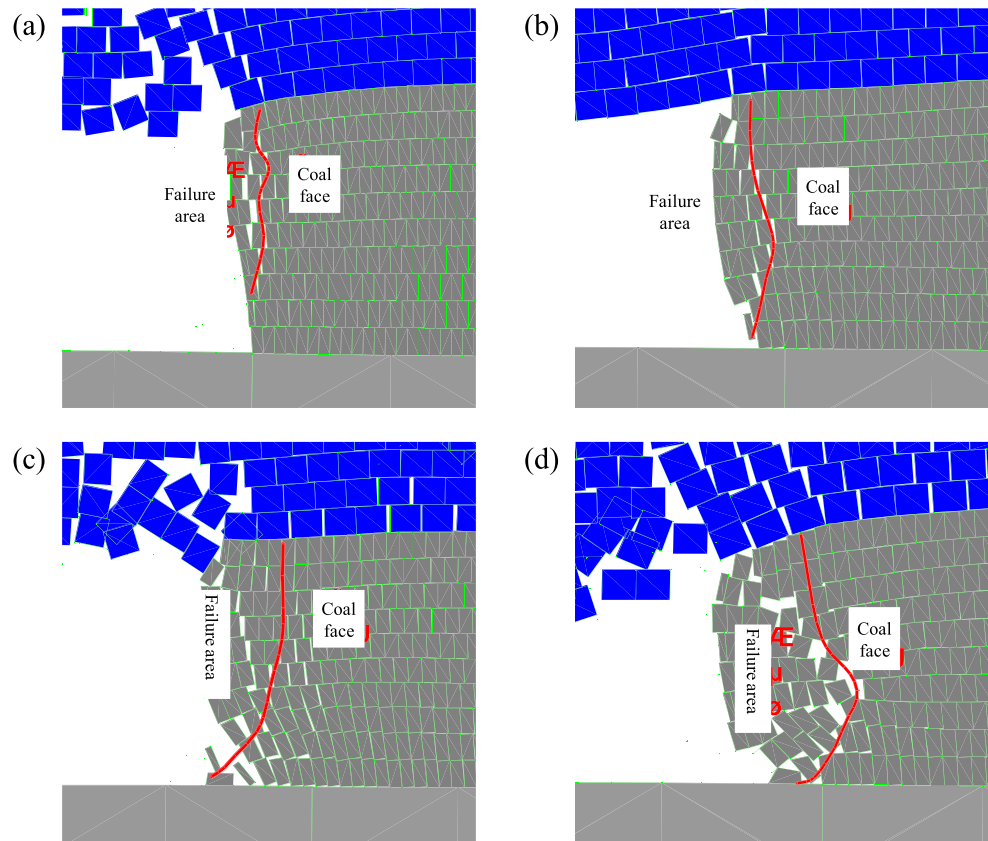 (a)
Failure
area
Æ
Coal
face
(b)
Failure
area
Coal
face
(c)
Failure area
Coal
face
(d)
Failure area
Æ
µ
ø
Coal
face